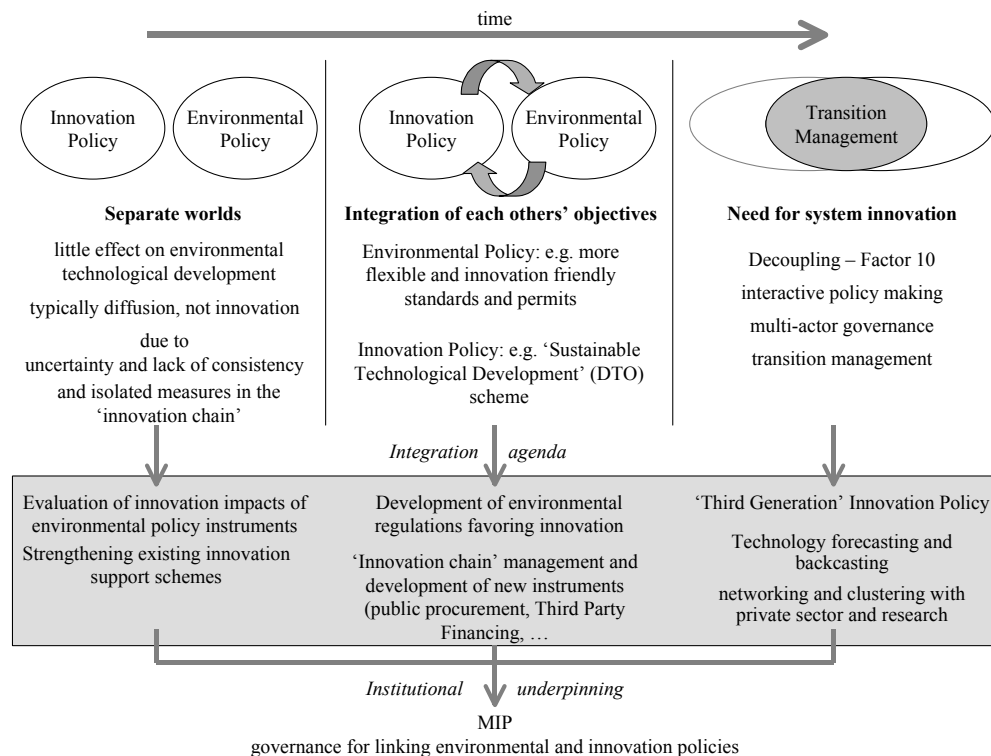 time
Innovation
Policy
Environmental
Policy
Innovation
Policy
Environmental
Policy
Transition
Management
Separate worlds
little effect on environmental
technological development
typically diffusion, not innovation
due to
uncertainty and lack of consistency
and isolated measures in the
‘innovation chain’
Integration of each others’ objectives
Environmental Policy: e.g. more
flexible and innovation friendly
standards and permits
Innovation Policy: e.g. ‘Sustainable
Technological Development’ (DTO)
scheme
Need for system innovation
Decoupling – Factor 10
interactive policy making
multi-actor governance
transition management
Integration agenda
Evaluation of innovation impacts of
environmental policy instruments
Strengthening existing innovation
support schemes
Development of environmental
regulations favoring innovation
‘Innovation chain’ management and
development of new instruments
(public procurement, Third Party
Financing, …
‘Third Generation’ Innovation Policy
Technology forecasting and
backcasting
networking and clustering with
private sector and research
Institutional underpinning
MIP
governance for linking environmental and innovation policies